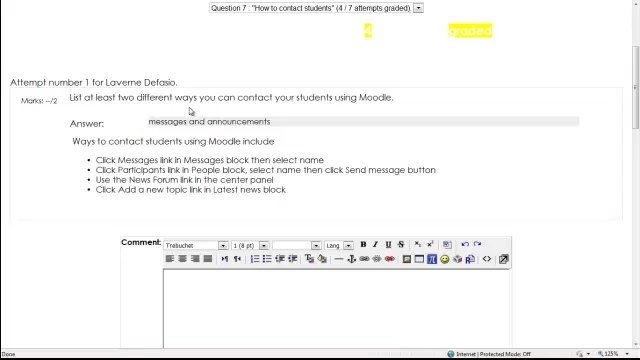 Question 7 : "How to contact students" (4 / 7 attempts graded)
4 graded
Attempt number 1 for Laverne Defasio.
Marks: --/2
List at least two different ways you can contact your students using Moodle.
Answer:
messages and announcements
Ways to contact students using Moodle include
Click Messages link in Messages block then select name
Click Participants link in People block, select name then click Send message button
Use the News Forum link in the center panel
Click Add a new topic link in Latest news block
Comment:
Trebuchet 1 (8 pt) Lang B I U S
Done
Internet | Protected Mode: Off
125%